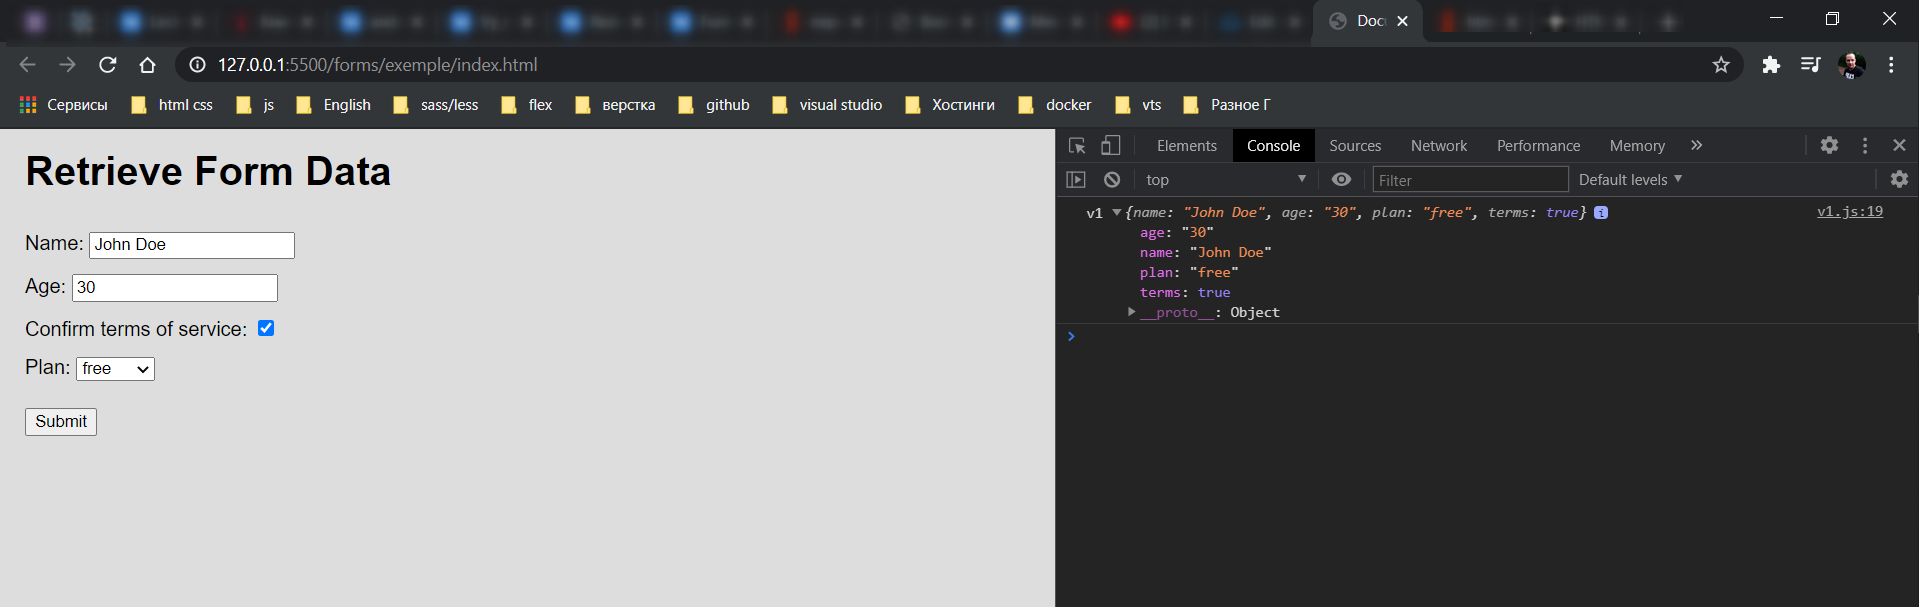 Doc
127.0.0.1:5500/forms/exemple/index.html
Сервисы html css js English sass/less flex верстка github visual studio Хостинги docker vts Разное Г
Retrieve Form Data
Name: John Doe
Age: 30
Confirm terms of service:
Plan: free
Submit
Elements Console Sources Network Performance Memory »
top Filter Default levels
v1 {name: "John Doe", age: "30", plan: "free", terms: true} i v1.js:19
age: "30"
name: "John Doe"
plan: "free"
terms: true
__proto__: Object